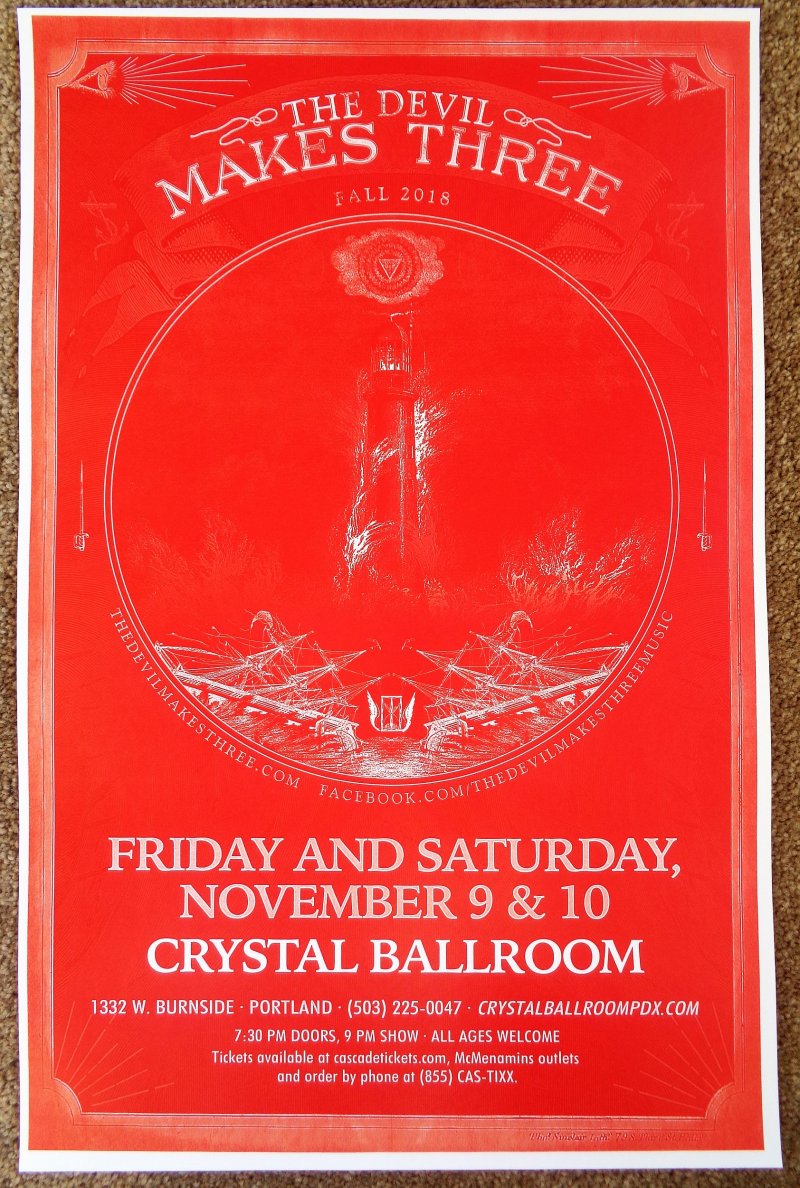 THE DEVIL
MAKES THREE
FALL 2018
THEDEVILMAKESTHREE.COM
FACEBOOK.COM/THEDEVILMAKESTHREEMUSIC
FRIDAY AND SATURDAY,
NOVEMBER 9 & 10
CRYSTAL BALLROOM
1332 W. BURNSIDE · PORTLAND · (503) 225-0047 · CRYSTALBALLROOMPDX.COM
7:30 PM DOORS, 9 PM SHOW · ALL AGES WELCOME
Tickets available at cascadetickets.com, McMenamins outlets
and order by phone at (855) CAS-TIXX.
Sinclair